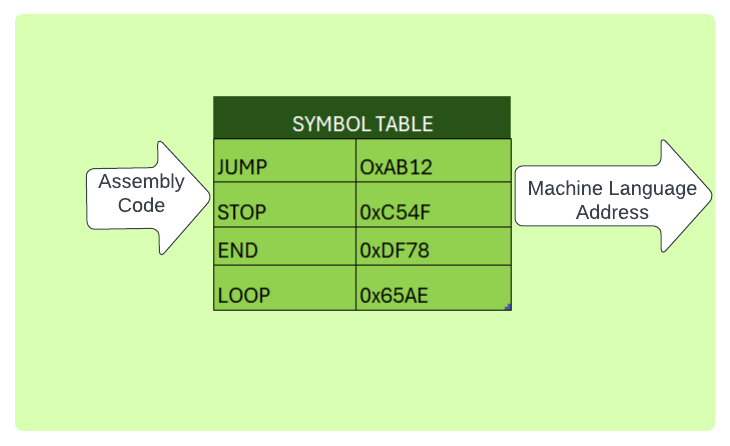 SYMBOL TABLE
Assembly
Code
JUMP OxAB12
STOP 0xC54F
END 0xDF78
LOOP 0x65AE
Machine Language
Address